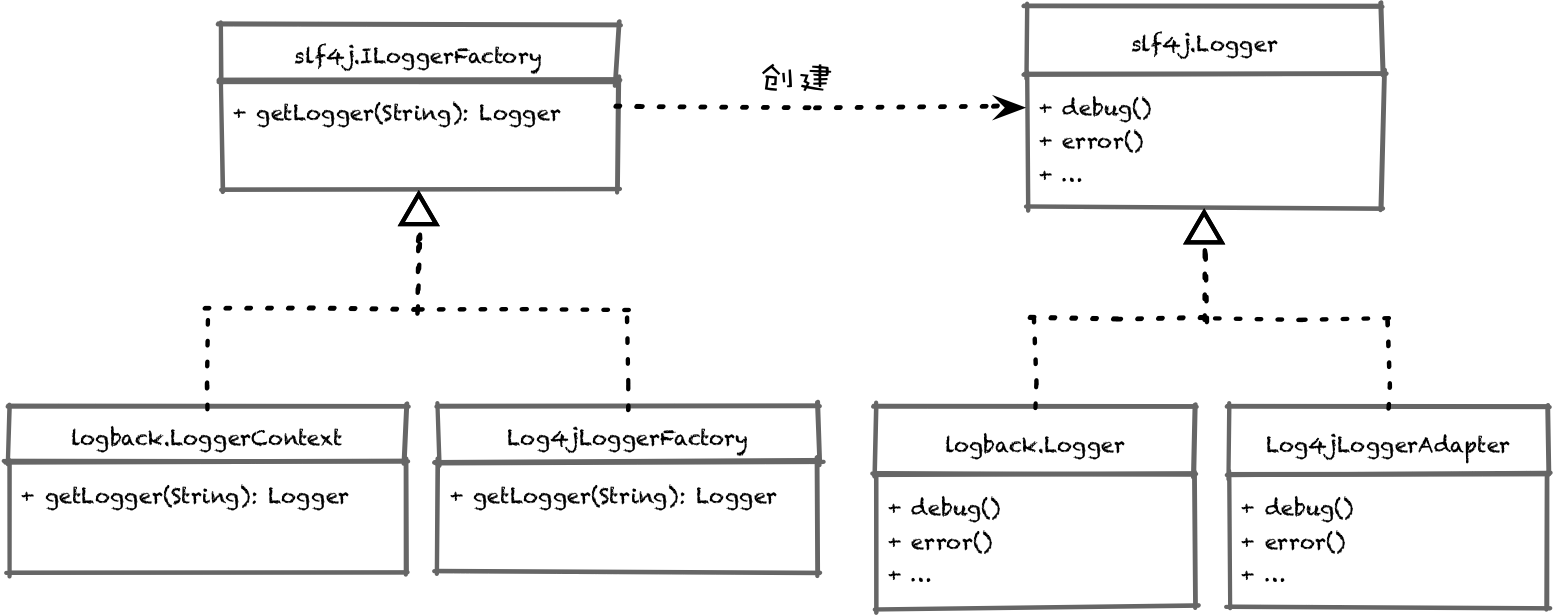 slf4j.ILoggerFactory
+ getLogger(String): Logger
创建
slf4j.Logger
+ debug()
+ error()
+ ...
logback.LoggerContext
+ getLogger(String): Logger
Log4jLoggerFactory
+ getLogger(String): Logger
logback.Logger
+ debug()
+ error()
+ ...
Log4jLoggerAdapter
+ debug()
+ error()
+ ...